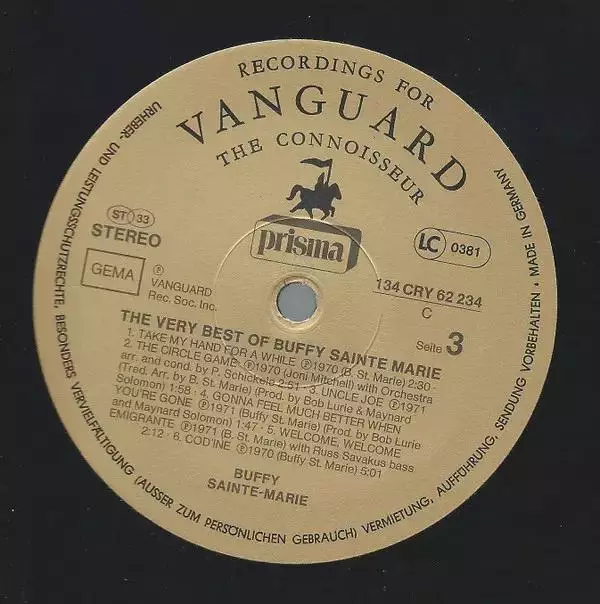 RECORDINGS FOR
VANGUARD
THE CONNOISSEUR
prisma
ST 33
STEREO
LC 0381
GEMA
℗
VANGUARD
Rec. Soc. Inc.
134 CRY 62 234
C
THE VERY BEST OF BUFFY SAINTE MARIE
Seite 3
1. TAKE MY HAND FOR A WHILE ℗1970 (B. St. Marie) 2:30 -
2. THE CIRCLE GAME ℗1970 (Joni Mitchell) with Orchestra
arr. and cond. by P. Schickele 2:51 · 3. UNCLE JOE ℗1971
(Tred. Arr. by B. St. Marie) (Prod. by Bob Lurie & Maynard
Solomon) 1:58 · 4. GONNA FEEL MUCH BETTER WHEN
YOU'RE GONE ℗1971 (Buffy St. Marie) (Prod. by Bob Lurie
and Maynard Solomon) 1:47 · 5. WELCOME, WELCOME
EMIGRANTE ℗1971 (B. St. Marie) with Russ Savakus bass
2:12 · 6. COD'INE ℗1970 (Buffy St. Marie) 5:01
BUFFY
SAINTE-MARIE
URHEBER- UND LEISTUNGSSCHUTZRECHTE, BESONDERS VERVIELFÄLTIGUNG (AUSSER ZUM PERSÖNLICHEN GEBRAUCH) VERMIETUNG, AUFFÜHRUNG, SENDUNG VORBEHALTEN • MADE IN GERMANY